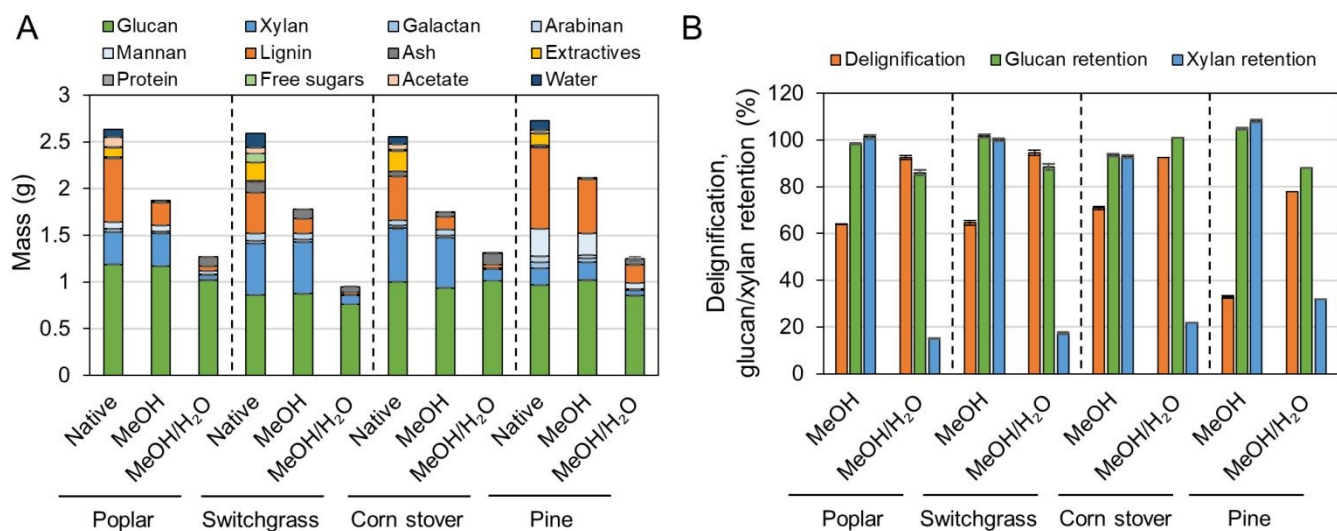 A
Glucan Xylan Galactan Arabinan
Mannan Lignin Ash Extractives
Protein Free sugars Acetate Water
Mass (g)
3
2.5
2
1.5
1
0.5
0
Native MeOH MeOH/H₂O Native MeOH MeOH/H₂O Native MeOH MeOH/H₂O Native MeOH MeOH/H₂O
Poplar Switchgrass Corn stover Pine
B
Delignification Glucan retention Xylan retention
Delignification,
glucan/xylan retention (%)
120
100
80
60
40
20
0
MeOH MeOH/H₂O MeOH MeOH/H₂O MeOH MeOH/H₂O MeOH MeOH/H₂O
Poplar Switchgrass Corn stover Pine